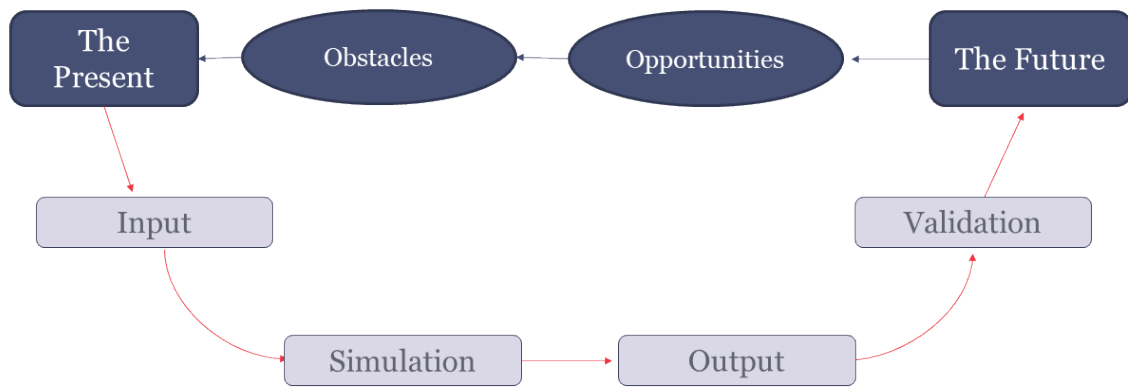 The
Present
Obstacles
Opportunities
The Future
Input
Validation
Simulation
Output